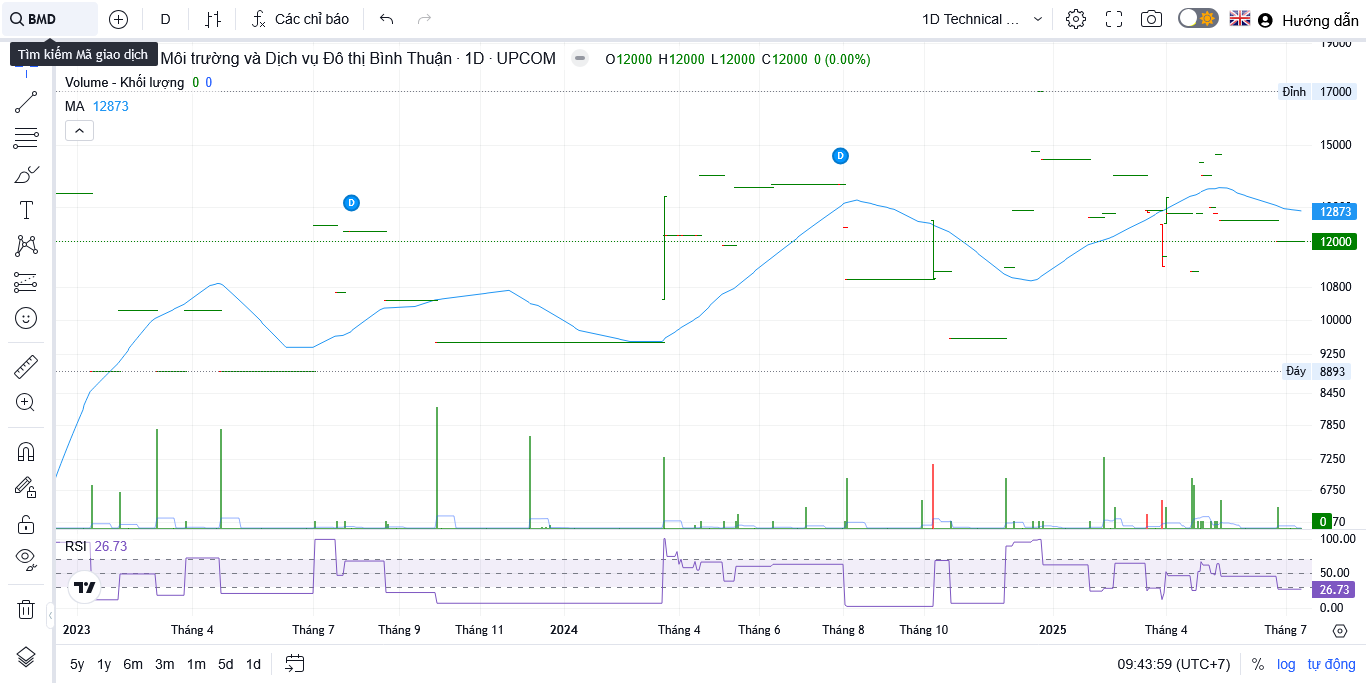 BMD
D
Các chỉ báo
1D Technical ...
Hướng dẫn
Tìm kiếm Mã giao dịch
Môi trường và Dịch vụ Đô thị Bình Thuận · 1D · UPCOM
O12000 H12000 L12000 C12000 0 (0.00%)
19000
Volume - Khối lượng 0 0
Đỉnh 17000
MA 12873
15000
D
D
12873
12000
10800
10000
9250
Đáy 8893
8450
7850
7250
6750
0
70
RSI 26.73
100.00
50.00
26.73
0.00
2023 Tháng 4 Tháng 7 Tháng 9 Tháng 11 2024 Tháng 4 Tháng 6 Tháng 8 Tháng 10 2025 Tháng 4 Tháng 7
5y 1y 6m 3m 1m 5d 1d
09:43:59 (UTC+7) % log tự động